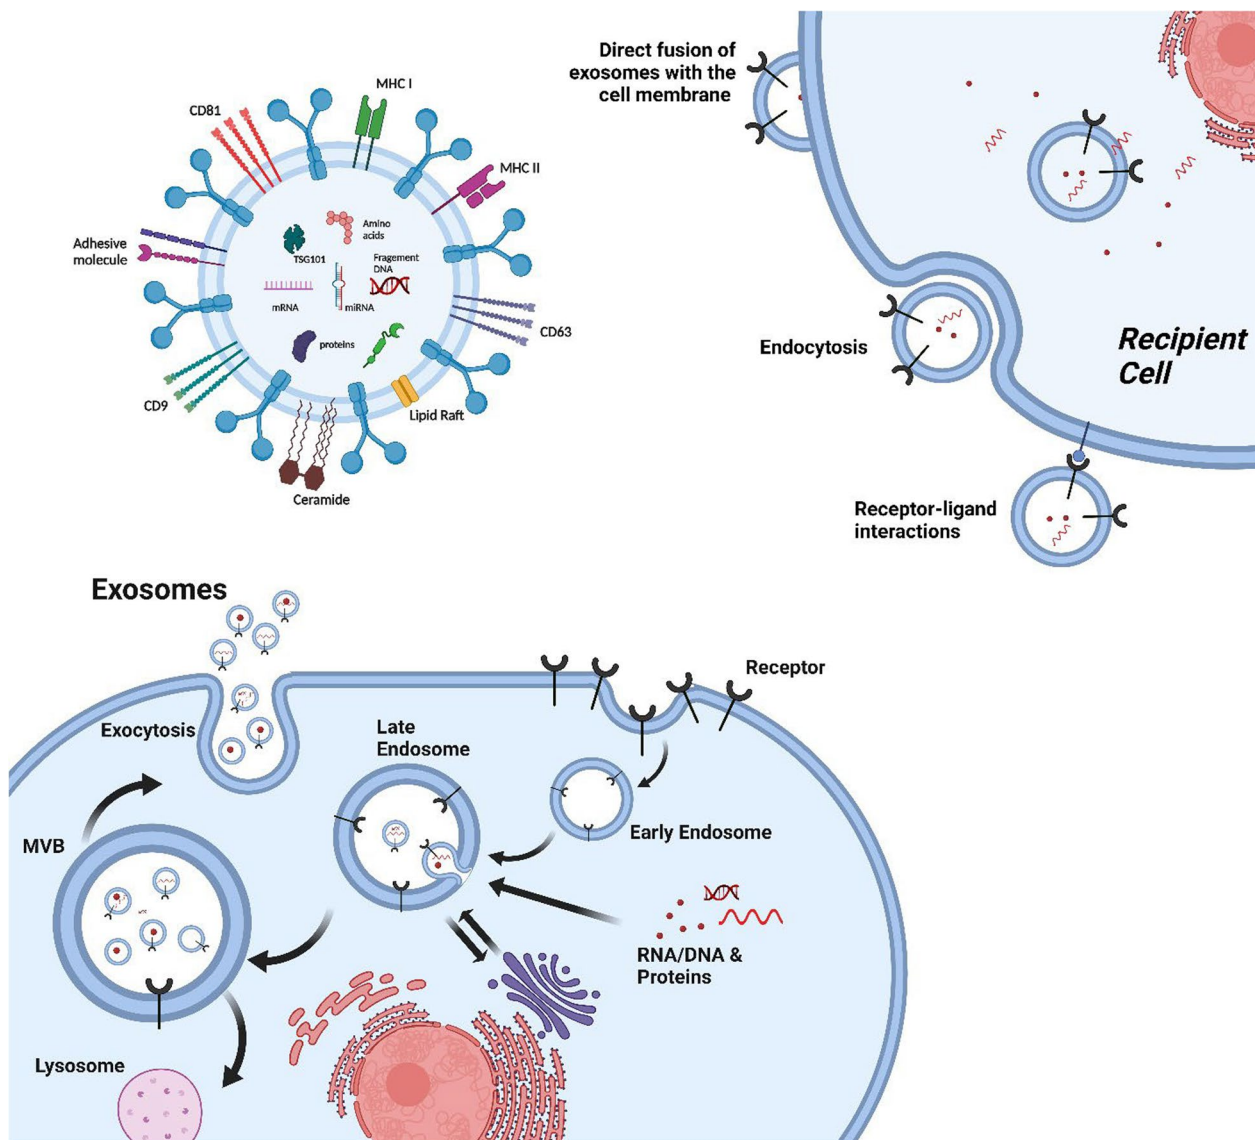 Direct fusion of
exosomes with the
cell membrane
MHC I
CD81
MHC II
Adhesive
molecule
Amino
acids
TSG101
Fragement
DNA
mRNA
miRNA
CD63
proteins
CD9
Lipid Raft
Ceramide
Endocytosis
Recipient
Cell
Receptor-ligand
interactions
Exosomes
Receptor
Exocytosis
Late
Endosome
Early Endosome
MVB
RNA/DNA &
Proteins
Lysosome